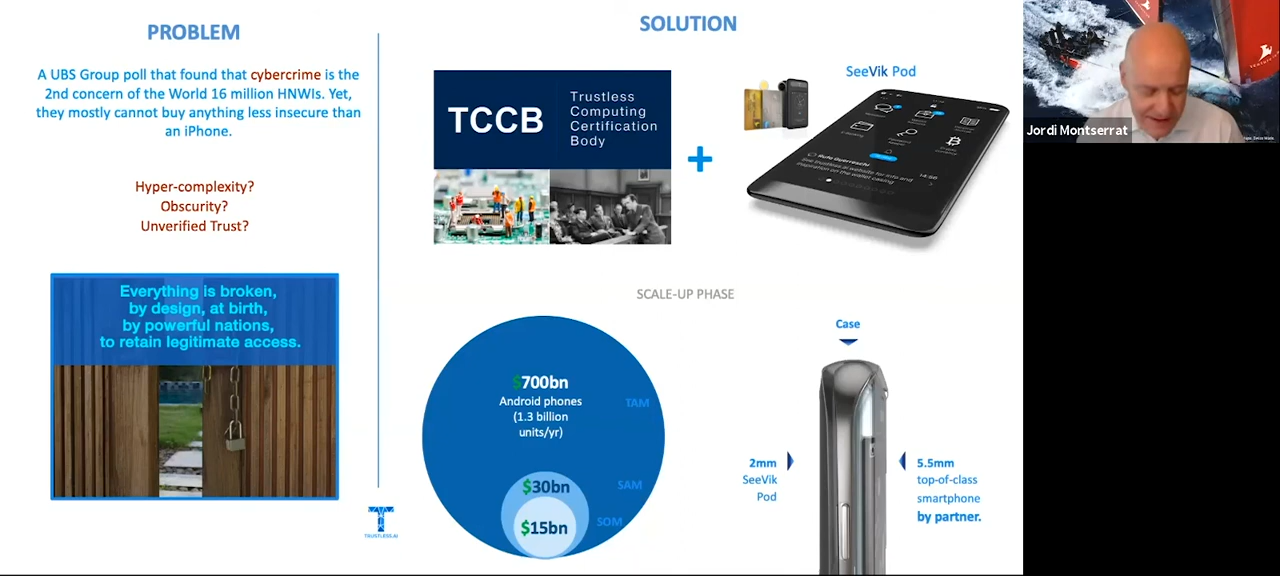 PROBLEM
A UBS Group poll that found that cybercrime is the
2nd concern of the World 16 million HNWIs. Yet,
they mostly cannot buy anything less insecure than
an iPhone.
Hyper-complexity?
Obscurity?
Unverified Trust?
Everything is broken,
by design, at birth,
by powerful nations,
to retain legitimate access.
TRUSTLESS.AI
SOLUTION
TCCB
Trustless
Computing
Certification
Body
+
SeeVik Pod
14:56
SCALE-UP PHASE
$700bn
Android phones
(1.3 billion
units/yr)
TAM
$30bn
SAM
$15bn
SOM
Case
2mm
SeeVik
Pod
5.5mm
top-of-class
smartphone
by partner.
Jordi Montserrat